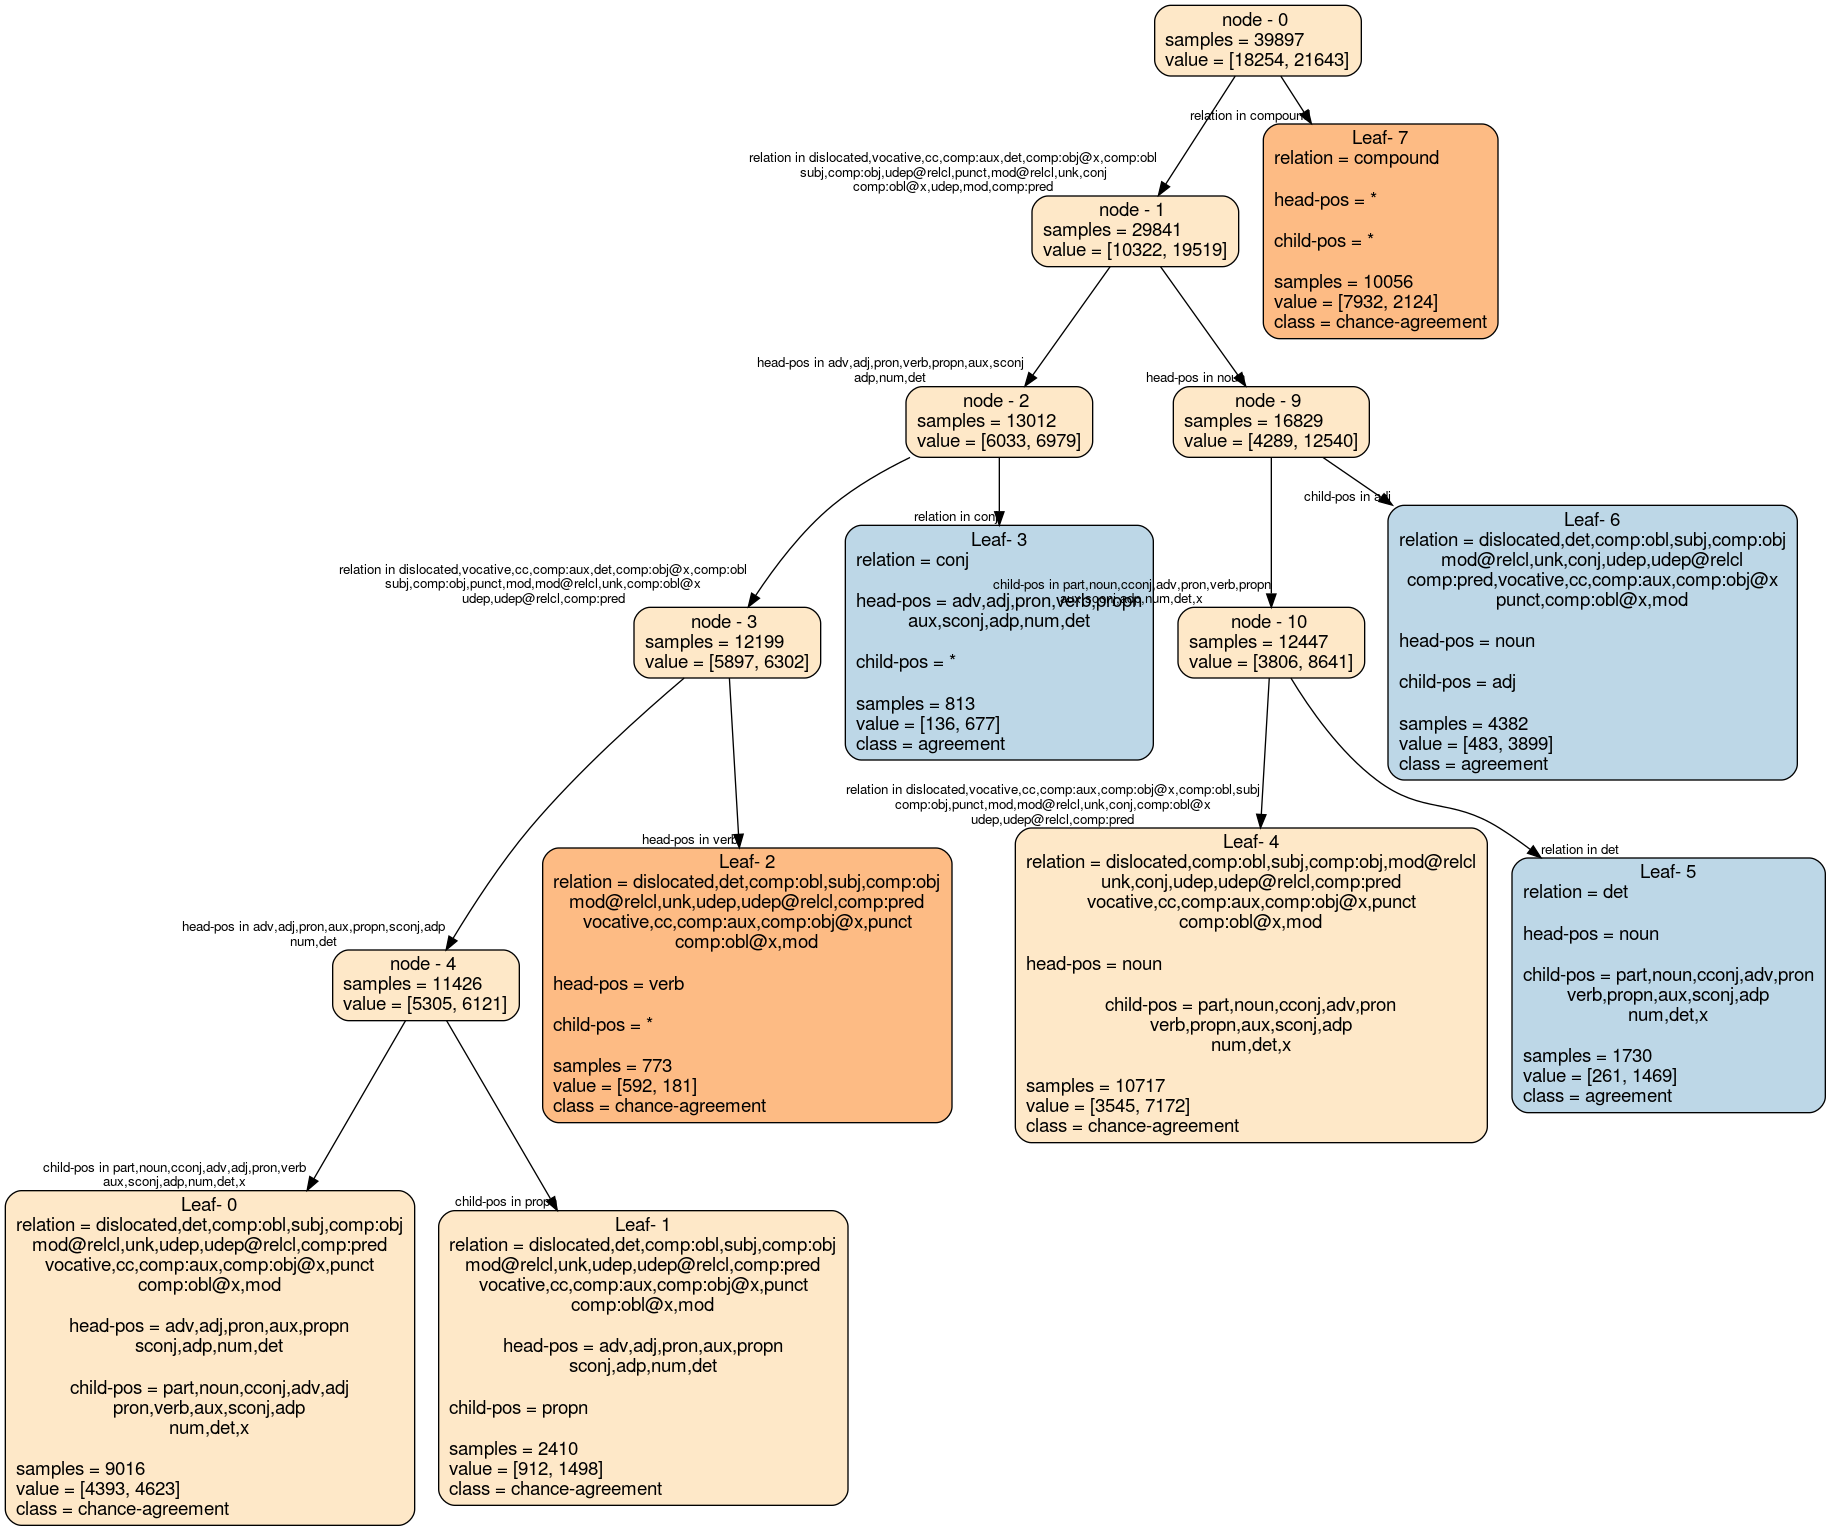 node - 0
samples = 39897
value = [18254, 21643]
relation in compound
Leaf- 7
relation = compound
head-pos = *
child-pos = *
samples = 10056
value = [7932, 2124]
class = chance-agreement
relation in dislocated,vocative,cc,comp:aux,det,comp:obj@x,comp:obl
subj,comp:obj,udep@relcl,punct,mod@relcl,unk,conj
comp:obl@x,udep,mod,comp:pred
node - 1
samples = 29841
value = [10322, 19519]
head-pos in adv,adj,pron,verb,propn,aux,sconj
adp,num,det
node - 2
samples = 13012
value = [6033, 6979]
head-pos in noun
node - 9
samples = 16829
value = [4289, 12540]
relation in conj
Leaf- 3
relation = conj
head-pos = adv,adj,pron,verb,propn
aux,sconj,adp,num,det
child-pos = *
samples = 813
value = [136, 677]
class = agreement
child-pos in adj
Leaf- 6
relation = dislocated,det,comp:obl,subj,comp:obj
mod@relcl,unk,conj,udep,udep@relcl
comp:pred,vocative,cc,comp:aux,comp:obj@x
punct,comp:obl@x,mod
head-pos = noun
child-pos = adj
samples = 4382
value = [483, 3899]
class = agreement
relation in dislocated,vocative,cc,comp:aux,det,comp:obj@x,comp:obl
subj,comp:obj,punct,mod,mod@relcl,unk,comp:obl@x
udep,udep@relcl,comp:pred
node - 3
samples = 12199
value = [5897, 6302]
child-pos in part,noun,cconj,adv,pron,verb,propn
aux,sconj,adp,num,det,x
node - 10
samples = 12447
value = [3806, 8641]
head-pos in verb
Leaf- 2
relation = dislocated,det,comp:obl,subj,comp:obj
mod@relcl,unk,udep,udep@relcl,comp:pred
vocative,cc,comp:aux,comp:obj@x,punct
comp:obl@x,mod
head-pos = verb
child-pos = *
samples = 773
value = [592, 181]
class = chance-agreement
relation in dislocated,vocative,cc,comp:aux,comp:obj@x,comp:obl,subj
comp:obj,punct,mod,mod@relcl,unk,conj,comp:obl@x
udep,udep@relcl,comp:pred
Leaf- 4
relation = dislocated,comp:obl,subj,comp:obj,mod@relcl
unk,conj,udep,udep@relcl,comp:pred
vocative,cc,comp:aux,comp:obj@x,punct
comp:obl@x,mod
head-pos = noun
child-pos = part,noun,cconj,adv,pron
verb,propn,aux,sconj,adp
num,det,x
samples = 10717
value = [3545, 7172]
class = chance-agreement
relation in det
Leaf- 5
relation = det
head-pos = noun
child-pos = part,noun,cconj,adv,pron
verb,propn,aux,sconj,adp
num,det,x
samples = 1730
value = [261, 1469]
class = agreement
head-pos in adv,adj,pron,aux,propn,sconj,adp
num,det
node - 4
samples = 11426
value = [5305, 6121]
child-pos in part,noun,cconj,adv,adj,pron,verb
aux,sconj,adp,num,det,x
Leaf- 0
relation = dislocated,det,comp:obl,subj,comp:obj
mod@relcl,unk,udep,udep@relcl,comp:pred
vocative,cc,comp:aux,comp:obj@x,punct
comp:obl@x,mod
head-pos = adv,adj,pron,aux,propn
sconj,adp,num,det
child-pos = part,noun,cconj,adv,adj
pron,verb,aux,sconj,adp
num,det,x
samples = 9016
value = [4393, 4623]
class = chance-agreement
child-pos in propn
Leaf- 1
relation = dislocated,det,comp:obl,subj,comp:obj
mod@relcl,unk,udep,udep@relcl,comp:pred
vocative,cc,comp:aux,comp:obj@x,punct
comp:obl@x,mod
head-pos = adv,adj,pron,aux,propn
sconj,adp,num,det
child-pos = propn
samples = 2410
value = [912, 1498]
class = chance-agreement